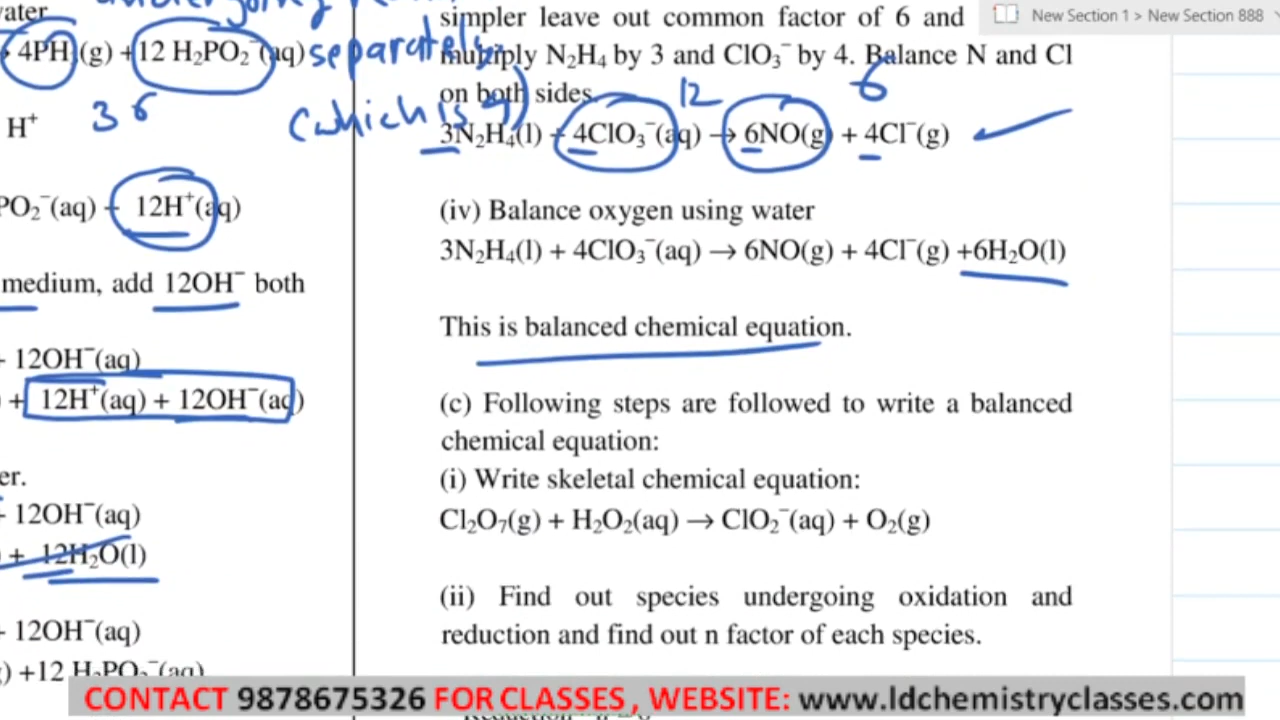 New Section 1 > New Section 888
water
→ 4PH₃(g) +12 H₂PO₂⁻(aq)
separately
36
(which is 4)
H⁺
PO₂⁻(aq) + 12H⁺(aq)
medium, add 12OH⁻ both
+ 12OH⁻(aq)
+ 12H⁺(aq) + 12OH⁻(aq)
er.
+ 12OH⁻(aq)
+ 12H₂O(l)
+ 12OH⁻(aq)
) +12 H₂PO₂⁻(aq)
simpler leave out common factor of 6 and
multiply N₂H₄ by 3 and ClO₃⁻ by 4. Balance N and Cl
on both sides.
12 6
3N₂H₄(l) + 4ClO₃⁻(aq) → 6NO(g) + 4Cl⁻(g)
(iv) Balance oxygen using water
3N₂H₄(l) + 4ClO₃⁻(aq) → 6NO(g) + 4Cl⁻(g) +6H₂O(l)
This is balanced chemical equation.
(c) Following steps are followed to write a balanced
chemical equation:
(i) Write skeletal chemical equation:
Cl₂O₇(g) + H₂O₂(aq) → ClO₂⁻(aq) + O₂(g)
(ii) Find out species undergoing oxidation and
reduction and find out n factor of each species.
CONTACT 9878675326 FOR CLASSES , WEBSITE: www.ldchemistryclasses.com